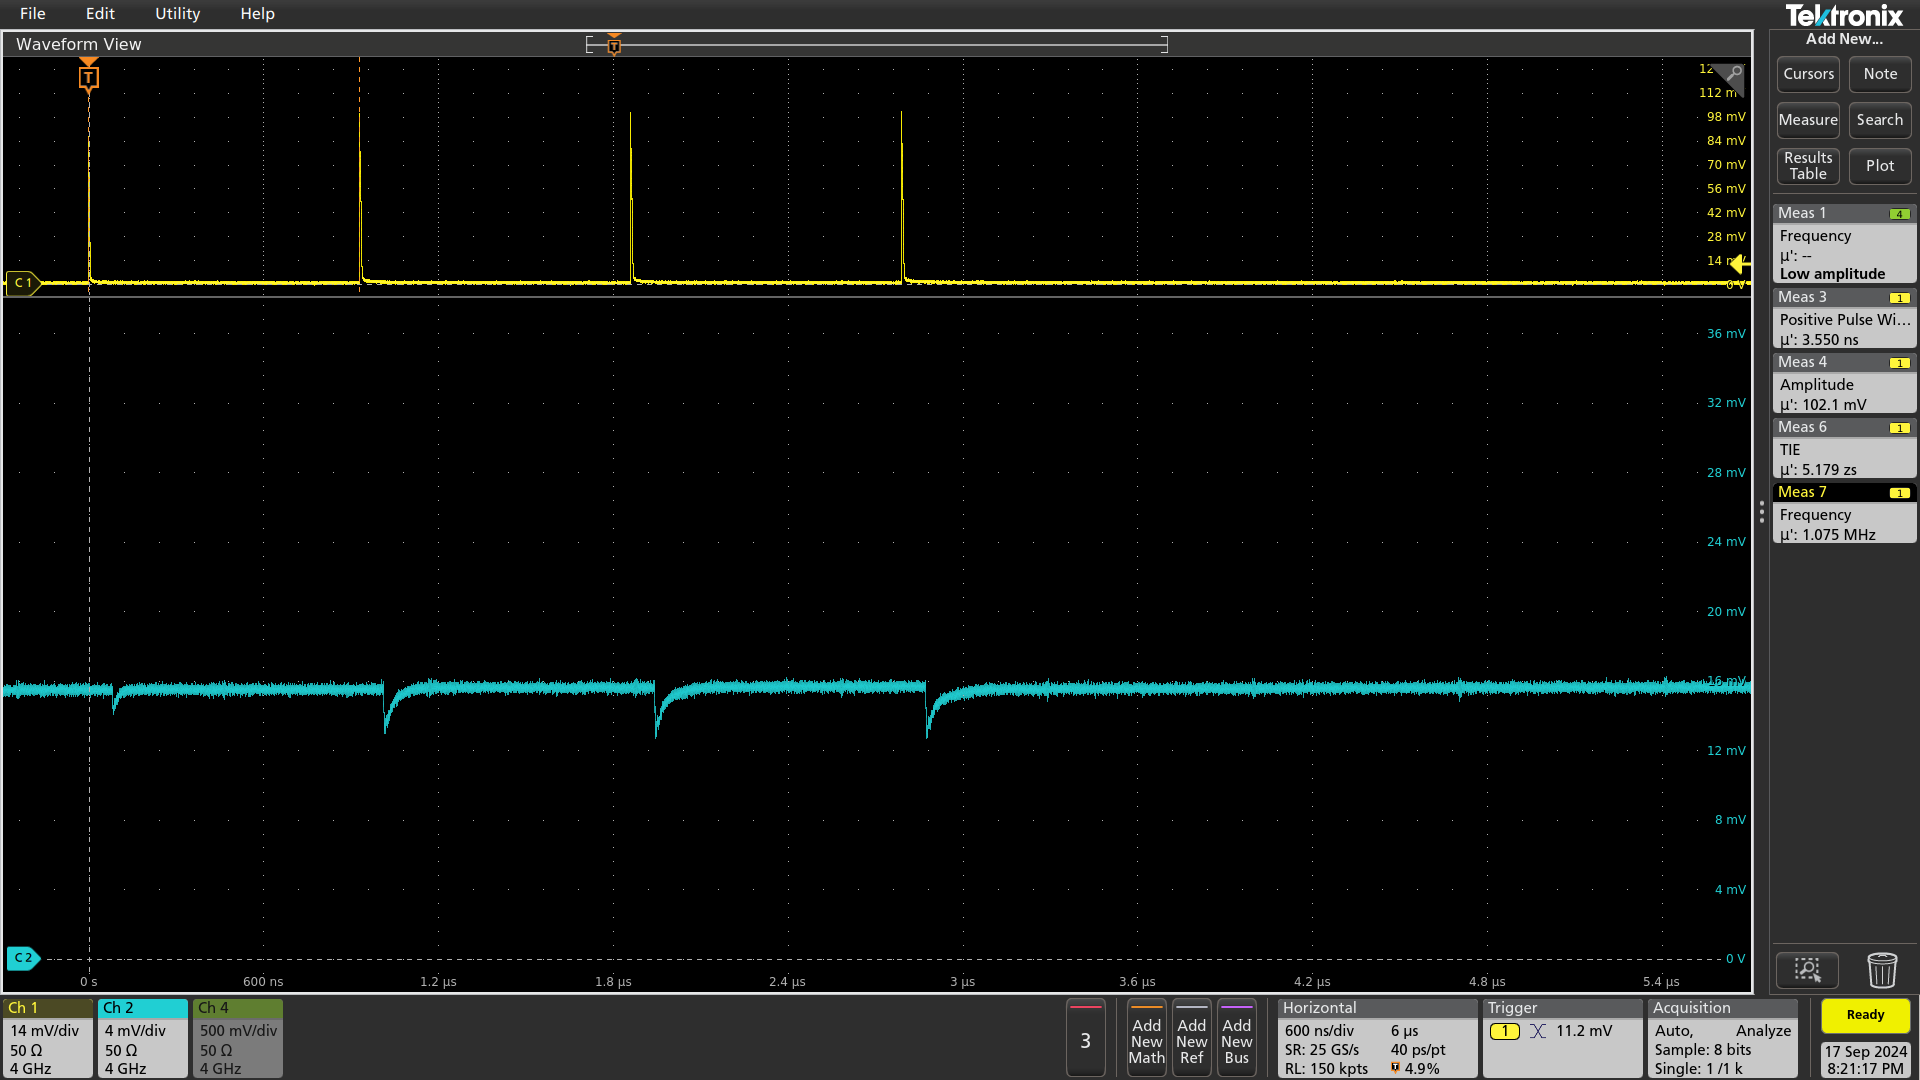 File Edit Utility Help
Tektronix
Waveform View
Add New...
T
T
Cursors Note
Measure Search
Results Table Plot
112 m
98 mV
84 mV
70 mV
56 mV
42 mV
28 mV
14 m
0 V
C 1
Meas 1 4
Frequency
µ': --
Low amplitude
Meas 3 1
Positive Pulse Wi...
µ': 3.550 ns
Meas 4 1
Amplitude
µ': 102.1 mV
Meas 6 1
TIE
µ': 5.179 zs
Meas 7 1
Frequency
µ': 1.075 MHz
36 mV
32 mV
28 mV
24 mV
20 mV
16 mV
12 mV
8 mV
4 mV
0 V
C 2
0 s 600 ns 1.2 µs 1.8 µs 2.4 µs 3 µs 3.6 µs 4.2 µs 4.8 µs 5.4 µs
Ch 1
14 mV/div
50 Ω
4 GHz
Ch 2
4 mV/div
50 Ω
4 GHz
Ch 4
500 mV/div
50 Ω
4 GHz
3
Add New Math
Add New Ref
Add New Bus
Horizontal
600 ns/div 6 µs
SR: 25 GS/s 40 ps/pt
RL: 150 kpts T 4.9%
Trigger
1 11.2 mV
Acquisition
Auto, Analyze
Sample: 8 bits
Single: 1 /1 k
Ready
17 Sep 2024
8:21:17 PM